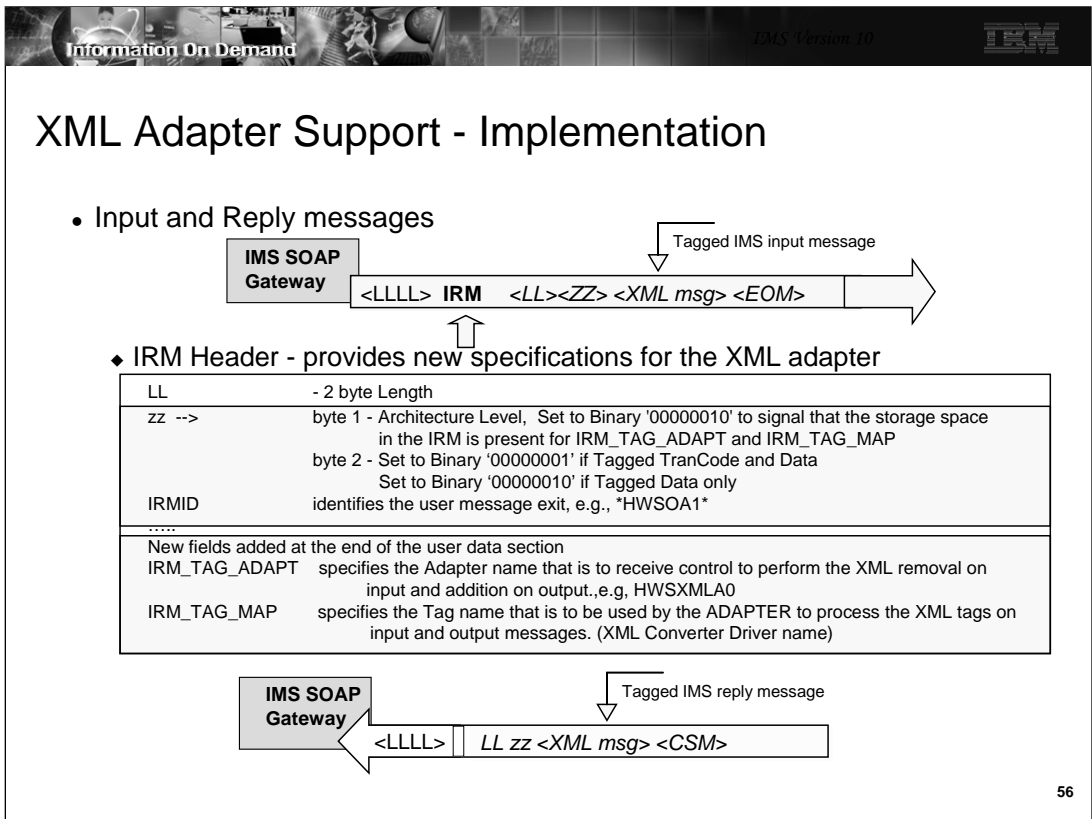 Information On Demand
IMS Version 10
IBM
XML Adapter Support - Implementation
• Input and Reply messages
Tagged IMS input message
IMS SOAP
Gateway
<LLLL> IRM <LL><ZZ> <XML msg> <EOM>
◆ IRM Header - provides new specifications for the XML adapter
LL - 2 byte Length
zz --> byte 1 - Architecture Level, Set to Binary '00000010' to signal that the storage space
in the IRM is present for IRM_TAG_ADAPT and IRM_TAG_MAP
byte 2 - Set to Binary ‘00000001’ if Tagged TranCode and Data
Set to Binary ‘00000010’ if Tagged Data only
IRMID identifies the user message exit, e.g., *HWSOA1*
…..
New fields added at the end of the user data section
IRM_TAG_ADAPT specifies the Adapter name that is to receive control to perform the XML removal on
input and addition on output.,e.g, HWSXMLA0
IRM_TAG_MAP specifies the Tag name that is to be used by the ADAPTER to process the XML tags on
input and output messages. (XML Converter Driver name)
IMS SOAP
Gateway
Tagged IMS reply message
<LLLL> LL zz <XML msg> <CSM>
56